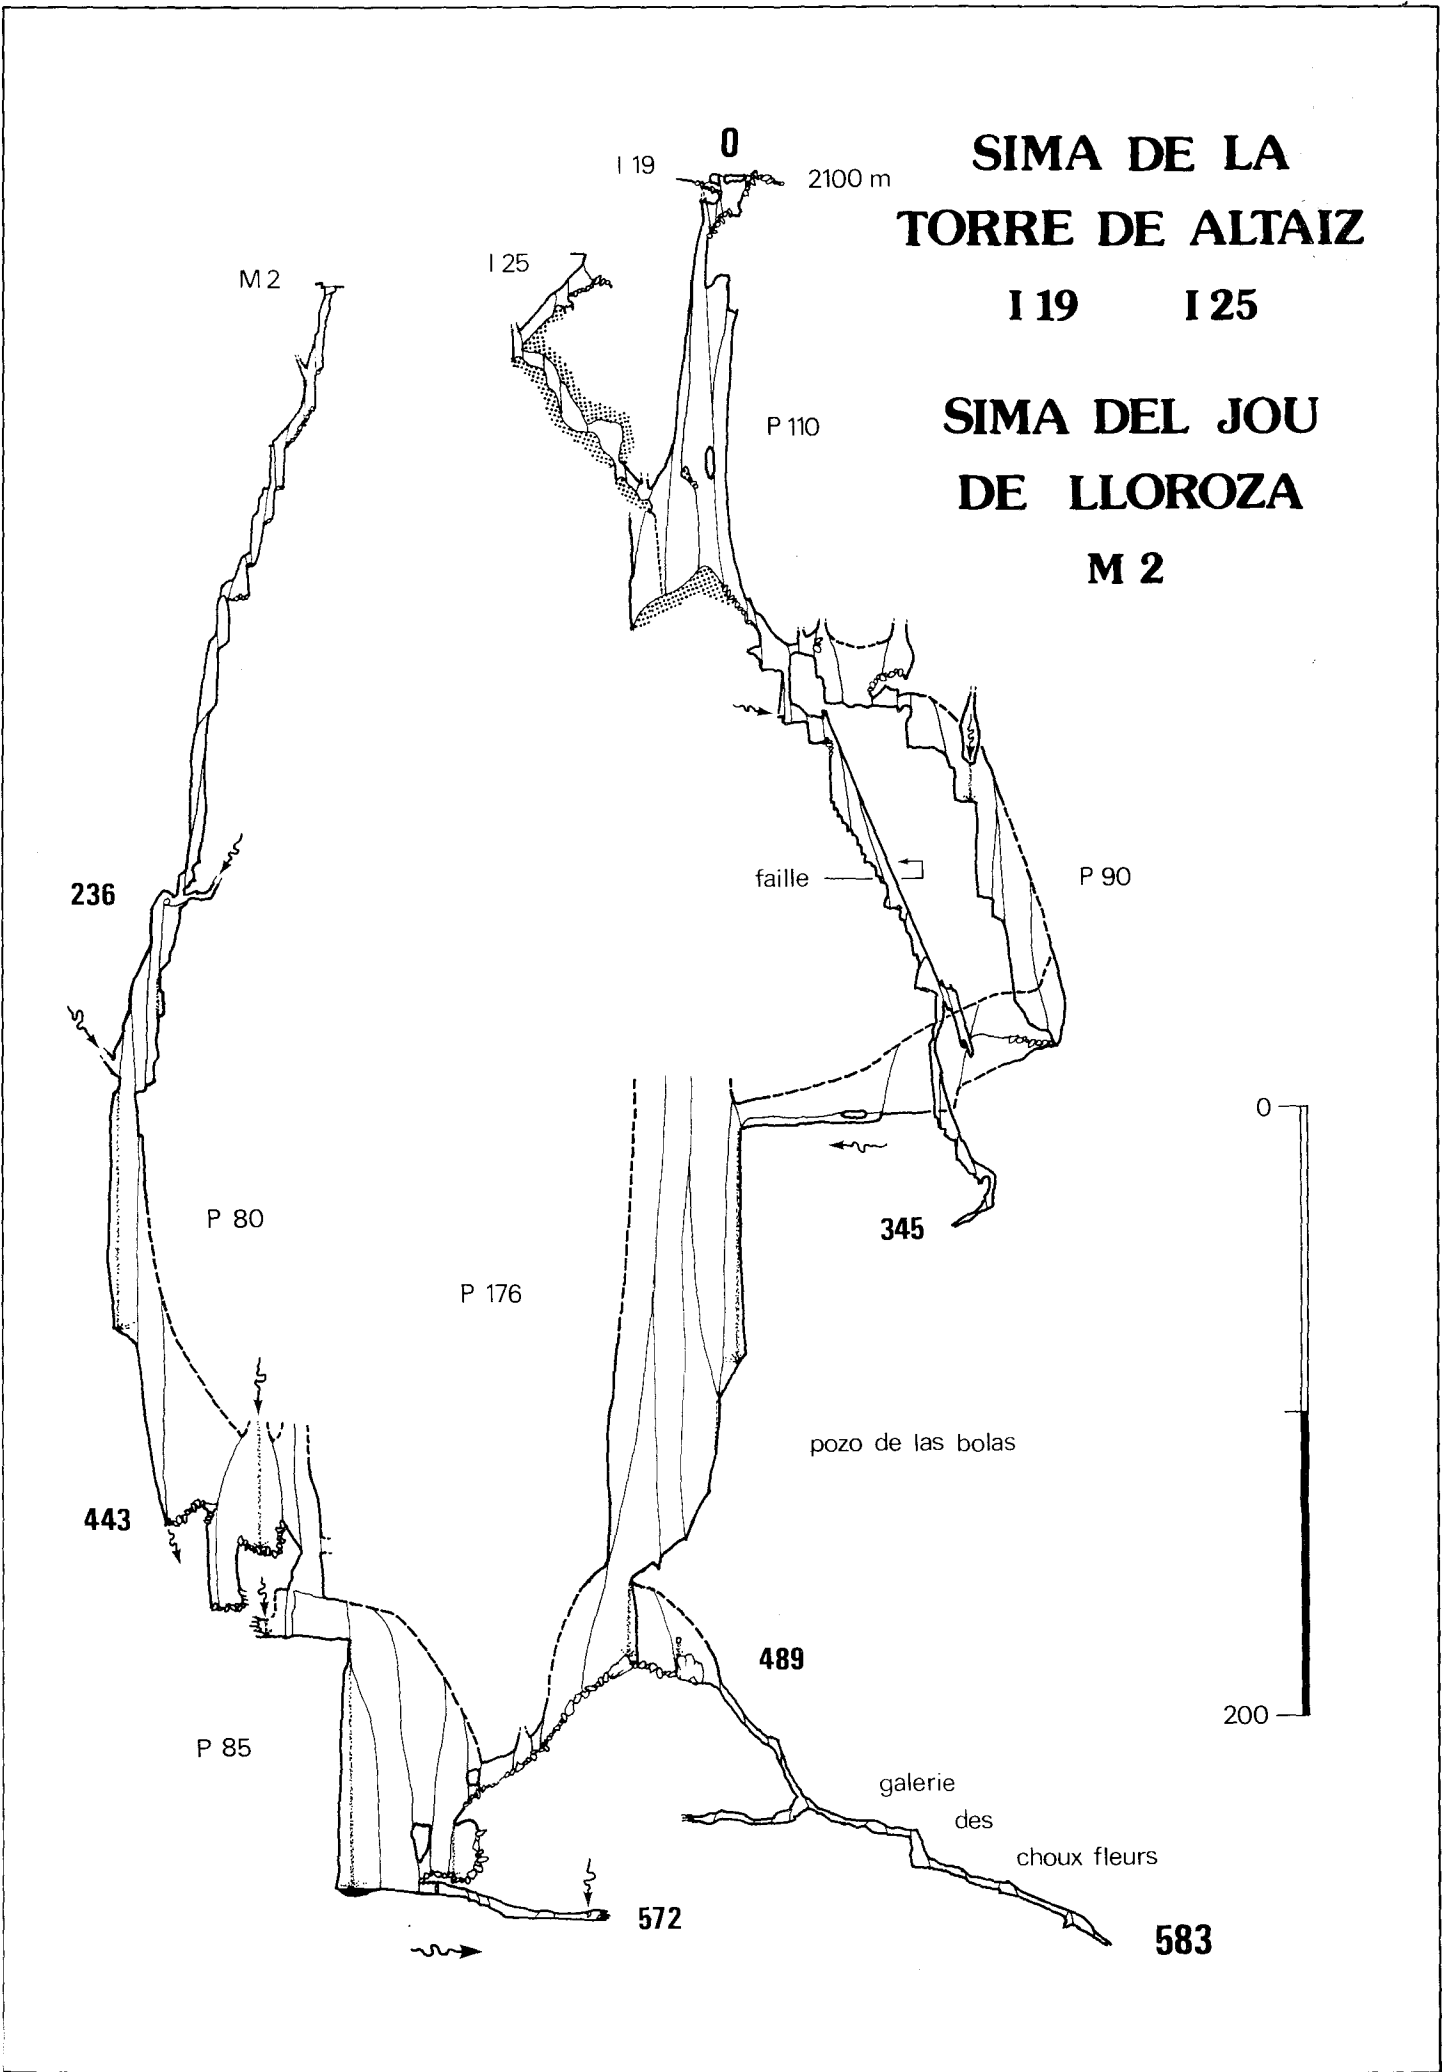 SIMA DE LA
TORRE DE ALTAIZ
I 19 I 25
SIMA DEL JOU
DE LLOROZA
M 2
0
I 19
2100 m
I 25
M 2
P 110
236
faille
P 90
0
P 80
345
P 176
pozo de las bolas
443
489
200
P 85
galerie
des
choux fleurs
572
583